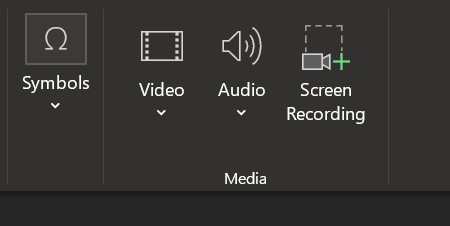 Ω
Symbols
Video
Audio
Screen
Recording
Media